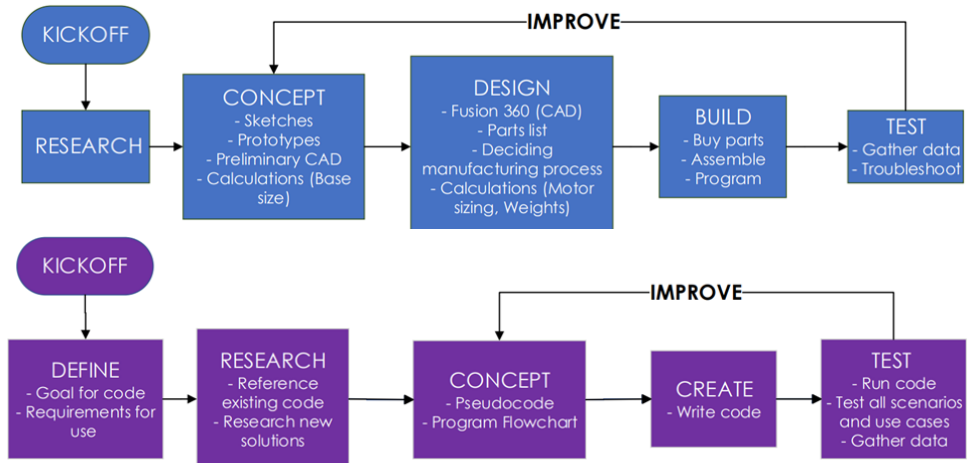 IMPROVE
KICKOFF
RESEARCH
CONCEPT
- Sketches
- Prototypes
- Preliminary CAD
- Calculations (Base
size)
DESIGN
- Fusion 360 (CAD)
- Parts list
- Deciding
manufacturing process
- Calculations (Motor
sizing, Weights)
BUILD
- Buy parts
- Assemble
- Program
TEST
- Gather data
- Troubleshoot
KICKOFF
IMPROVE
DEFINE
- Goal for code
- Requirements for
use
RESEARCH
- Reference
existing code
- Research new
solutions
CONCEPT
- Pseudocode
- Program Flowchart
CREATE
- Write code
TEST
- Run code
- Test all scenarios
and use cases
- Gather data